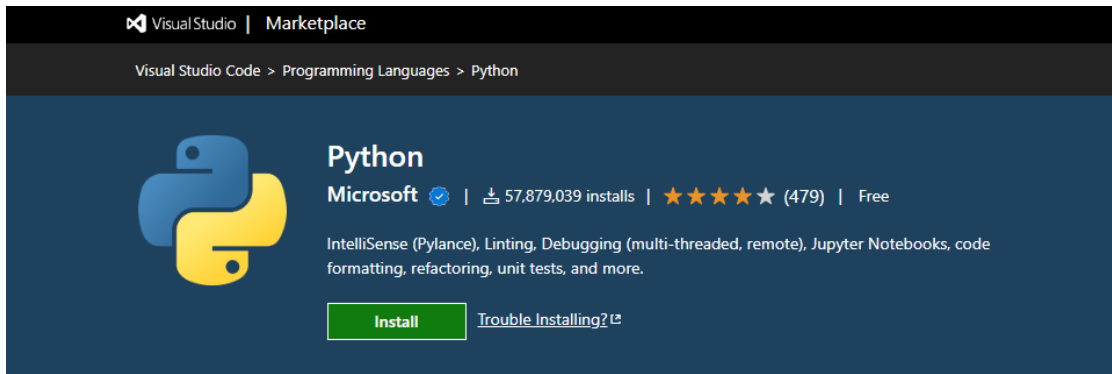 Visual Studio | Marketplace
Visual Studio Code > Programming Languages > Python
Python
Microsoft | 57,879,039 installs | (479) | Free
IntelliSense (Pylance), Linting, Debugging (multi-threaded, remote), Jupyter Notebooks, code
formatting, refactoring, unit tests, and more.
Install Trouble Installing?